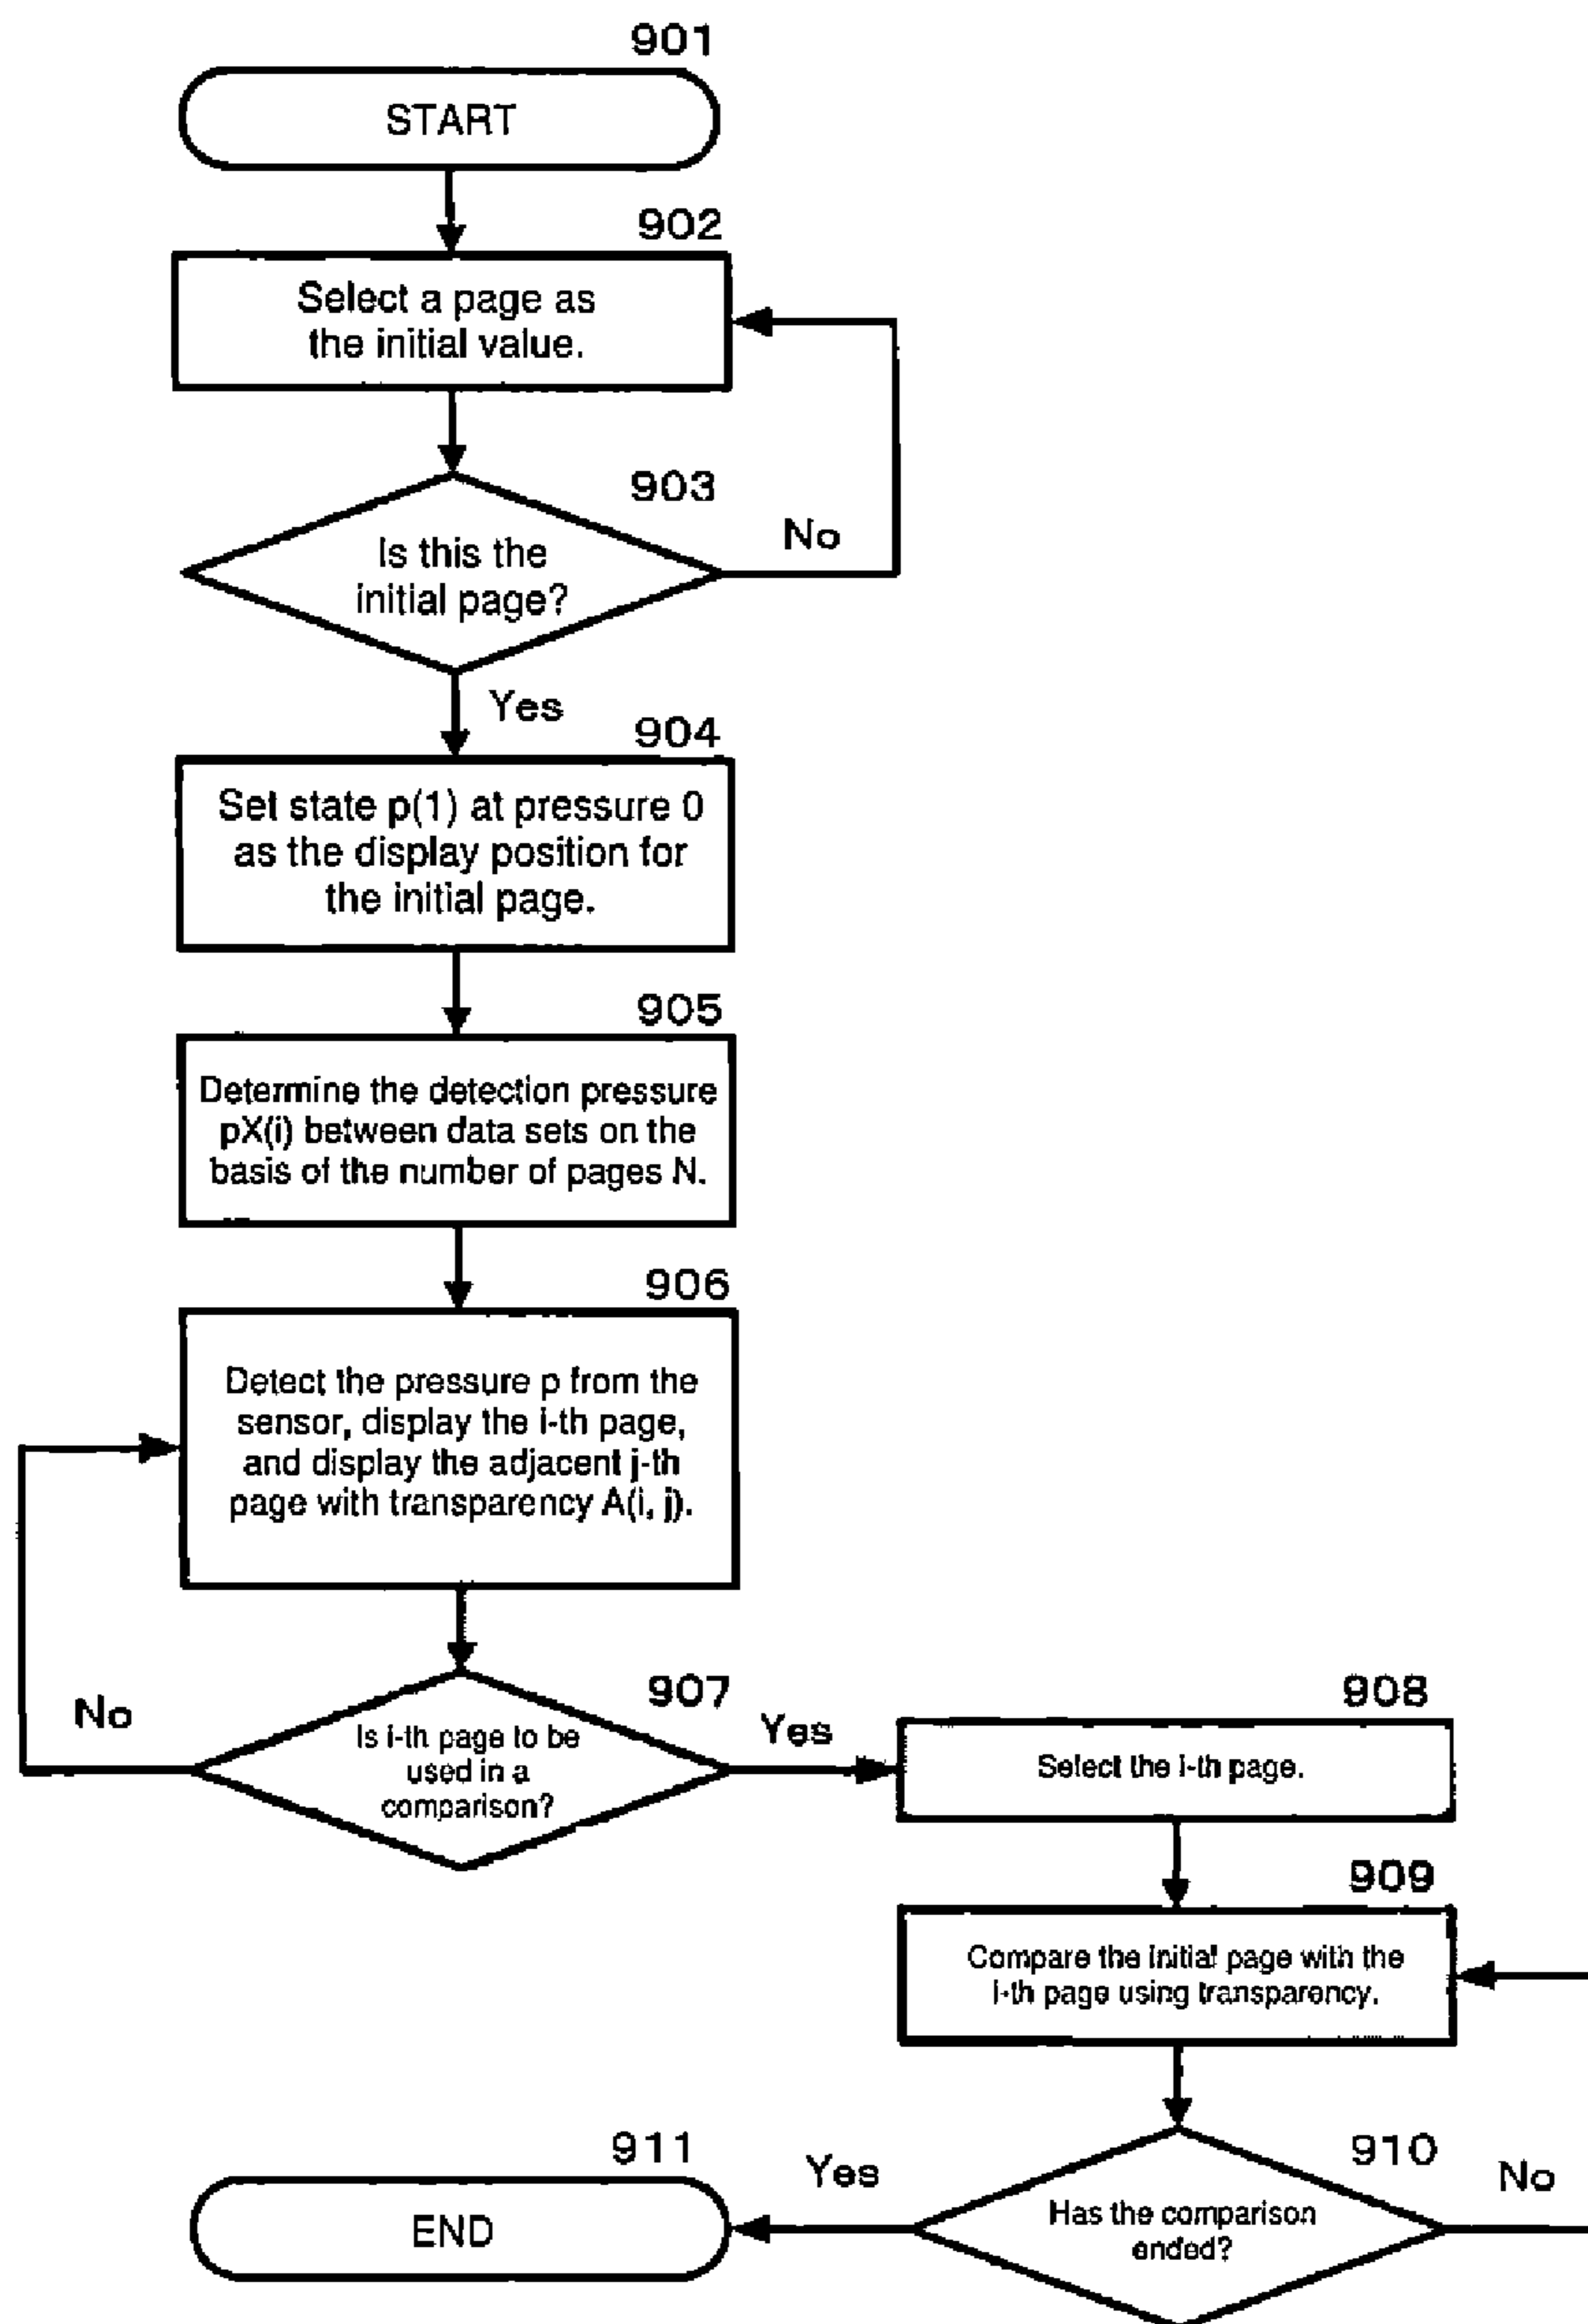 901
START
902
Select a page as
the initial value.
903
Is this the
initial page?
No
Yes
904
Set state p(1) at pressure 0
as the display position for
the initial page.
905
Determine the detection pressure
pX(i) between data sets on the
basis of the number of pages N.
906
Detect the pressure p from the
sensor, display the i-th page,
and display the adjacent j-th
page with transparency A(i, j).
907
No
Is i-th page to be
used in a
comparison?
Yes
908
Select the i-th page.
909
Compare the initial page with the
i-th page using transparency.
910
Has the comparison
ended?
No
Yes
911
END